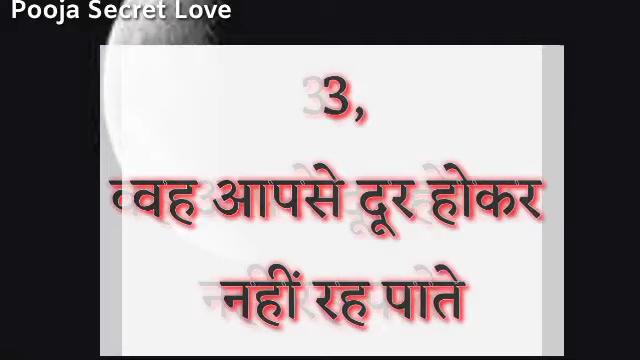 Pooja Secret Love
3,
वह आपसे दूर होकर
नहीं रह पाते